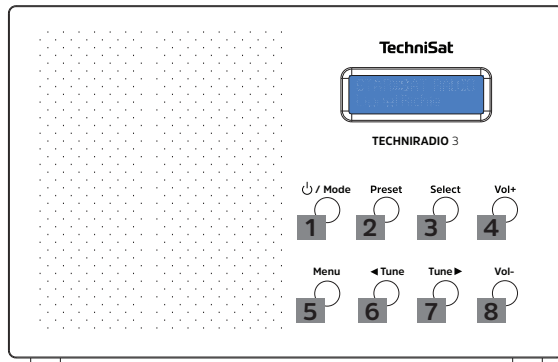 TechniSat
TECHNIRADIO 3
⏻ / Mode Preset Select Vol+
1 2 3 4
Menu ◄Tune Tune► Vol-
5 6 7 8